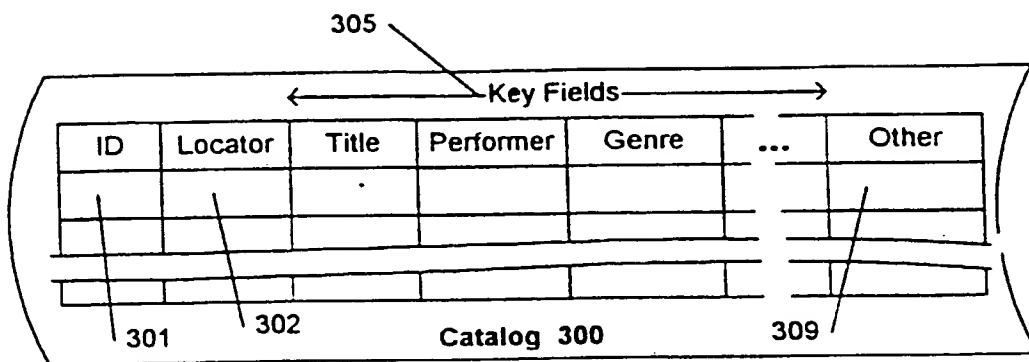 305
Key Fields
ID Locator Title Performer Genre ... Other
301 302 Catalog 300 309